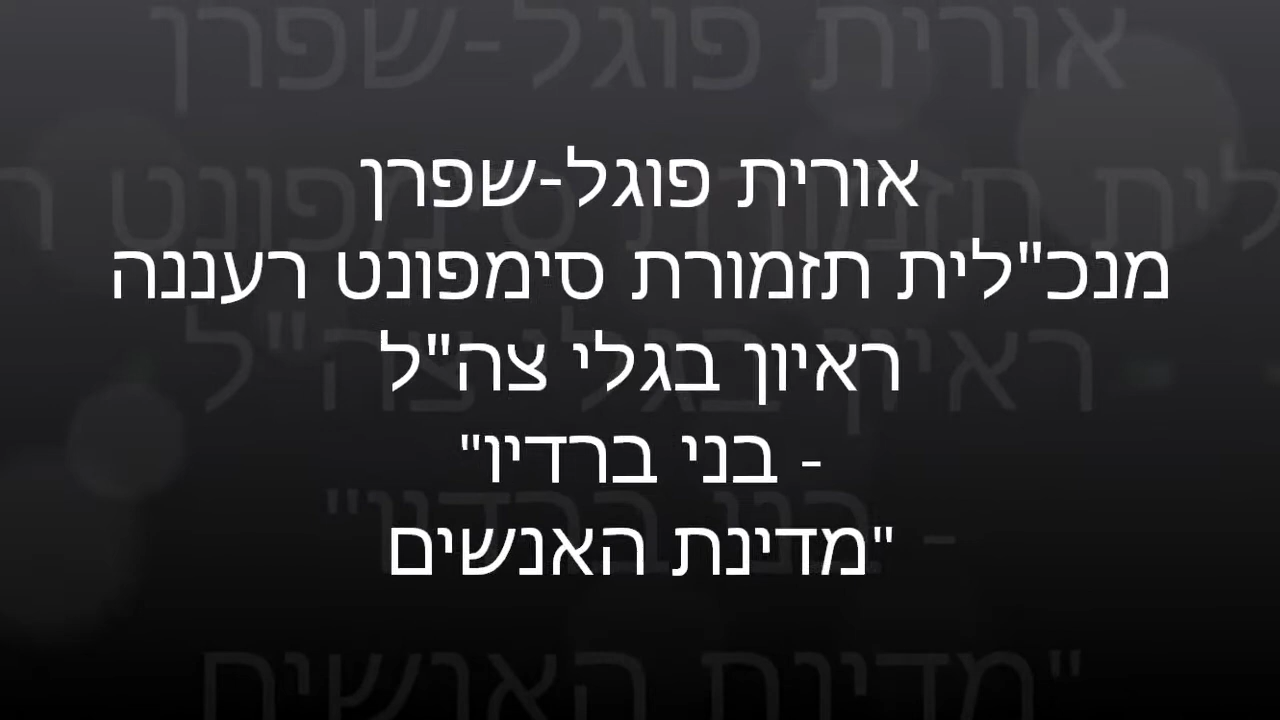 אורית פוגל-שפרן
מנכ"לית תזמורת סימפונט רעננה
ראיון בגלי צה"ל
- בני ברדיו"
"מדינת האנשים